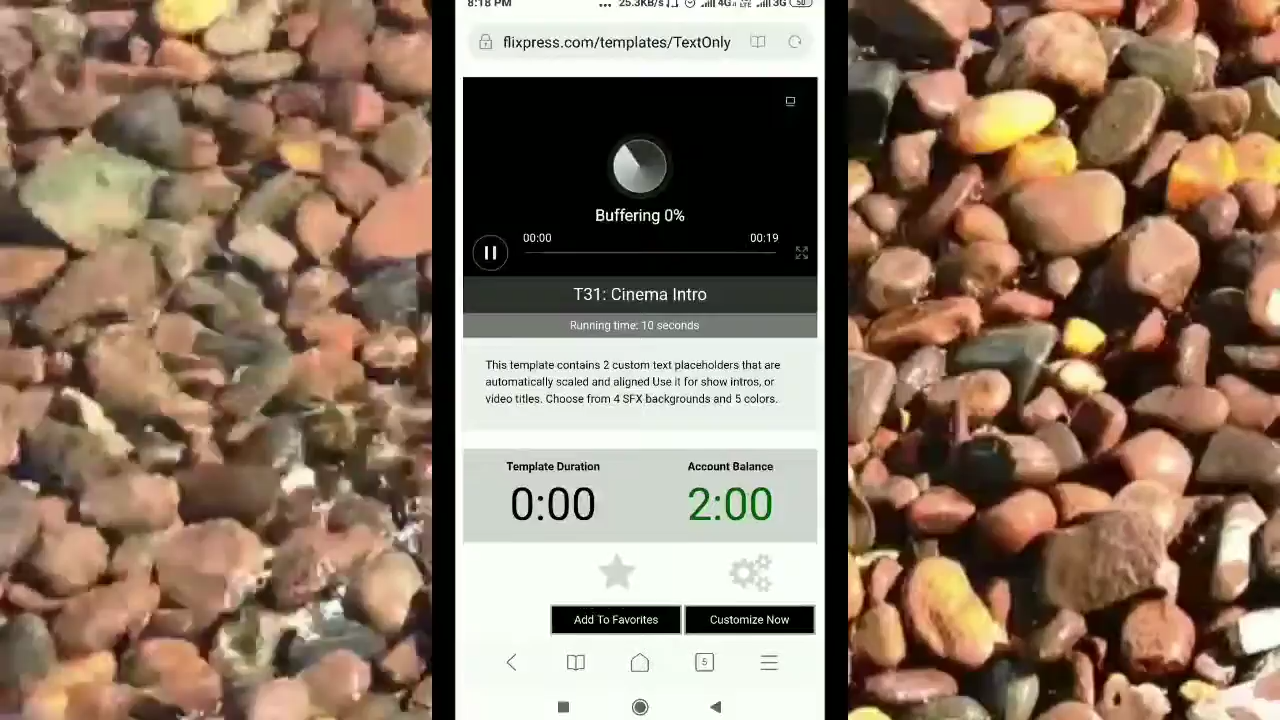 8:18 PM ... 25.3KB/s 4G 3G 50
flixpress.com/templates/TextOnly
Buffering 0%
00:00 00:19
T31: Cinema Intro
Running time: 10 seconds
This template contains 2 custom text placeholders that are
automatically scaled and aligned Use it for show intros, or
video titles. Choose from 4 SFX backgrounds and 5 colors.
Template Duration Account Balance
0:00 2:00
Add To Favorites Customize Now
5